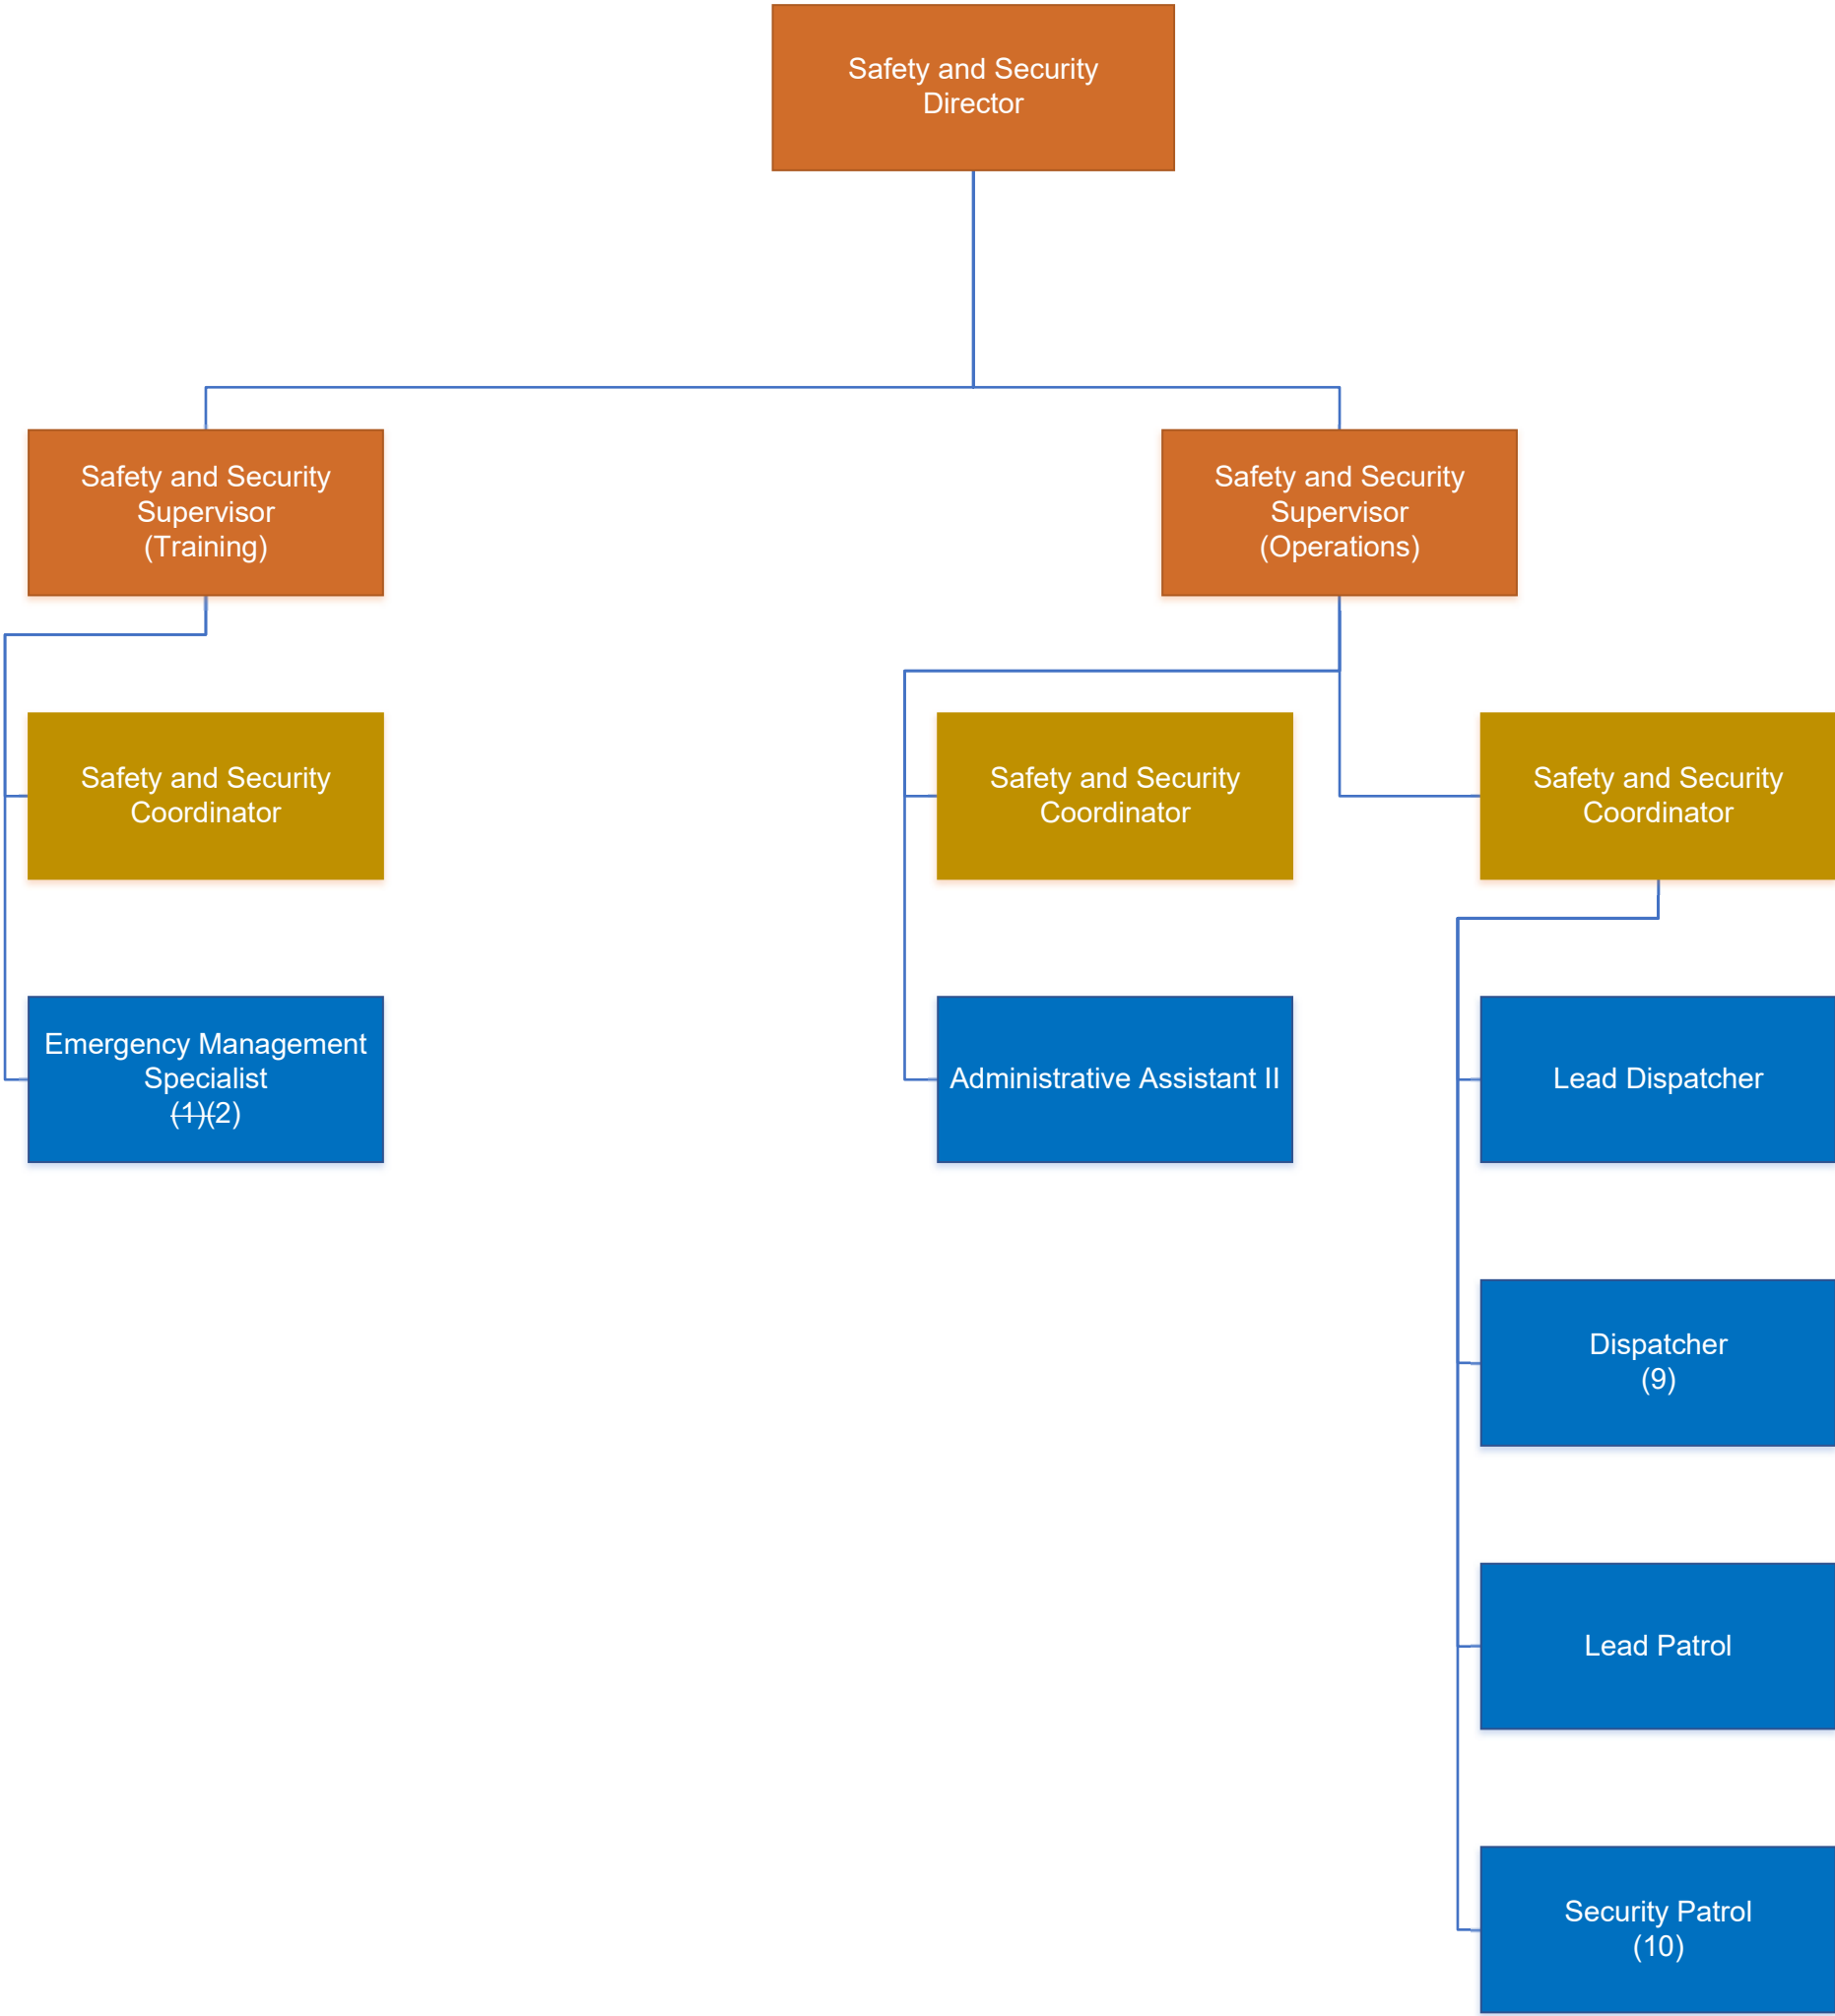 Safety and Security
Director
Safety and Security
Supervisor
(Training)
Safety and Security
Supervisor
(Operations)
Safety and Security
Coordinator
Safety and Security
Coordinator
Safety and Security
Coordinator
Emergency Management
Specialist
(1)(2)
Administrative Assistant II
Lead Dispatcher
Dispatcher
(9)
Lead Patrol
Security Patrol
(10)